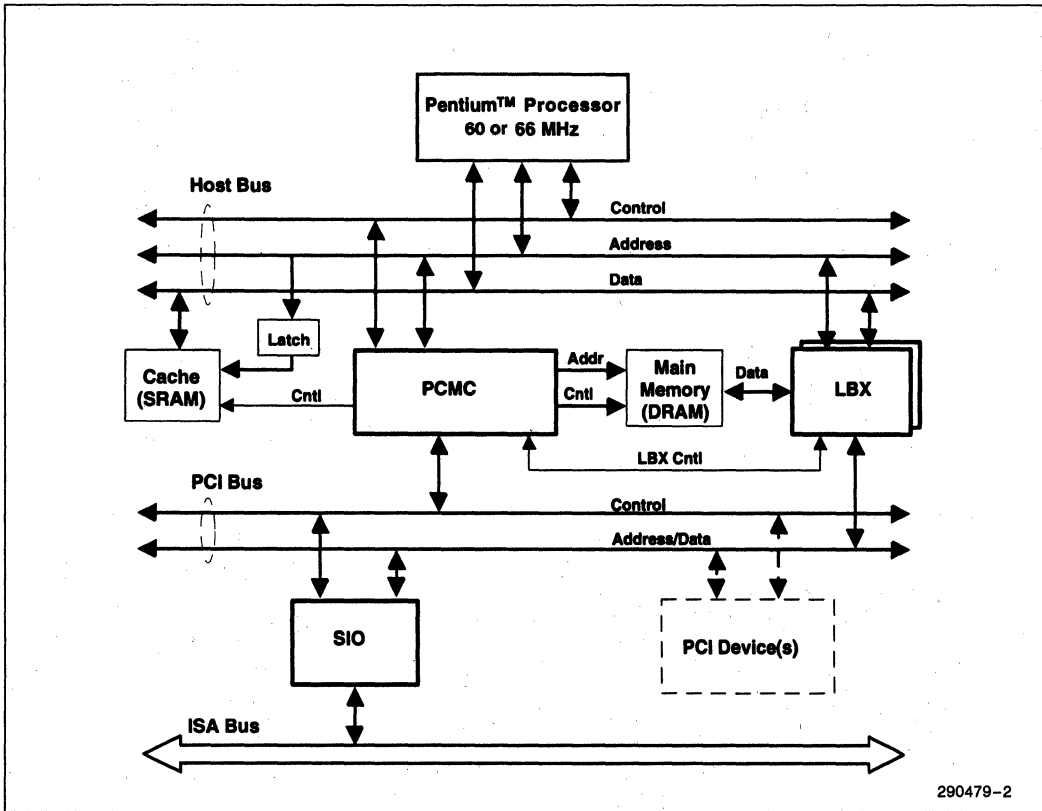 Pentium™ Processor
60 or 66 MHz
Host Bus
Control
Address
Data
Latch
Cache
(SRAM)
Cntl
PCMC
Addr
Cntl
Main
Memory
(DRAM)
Data
LBX
LBX Cntl
PCI Bus
Control
Address/Data
SIO
PCI Device(s)
ISA Bus
290479-2